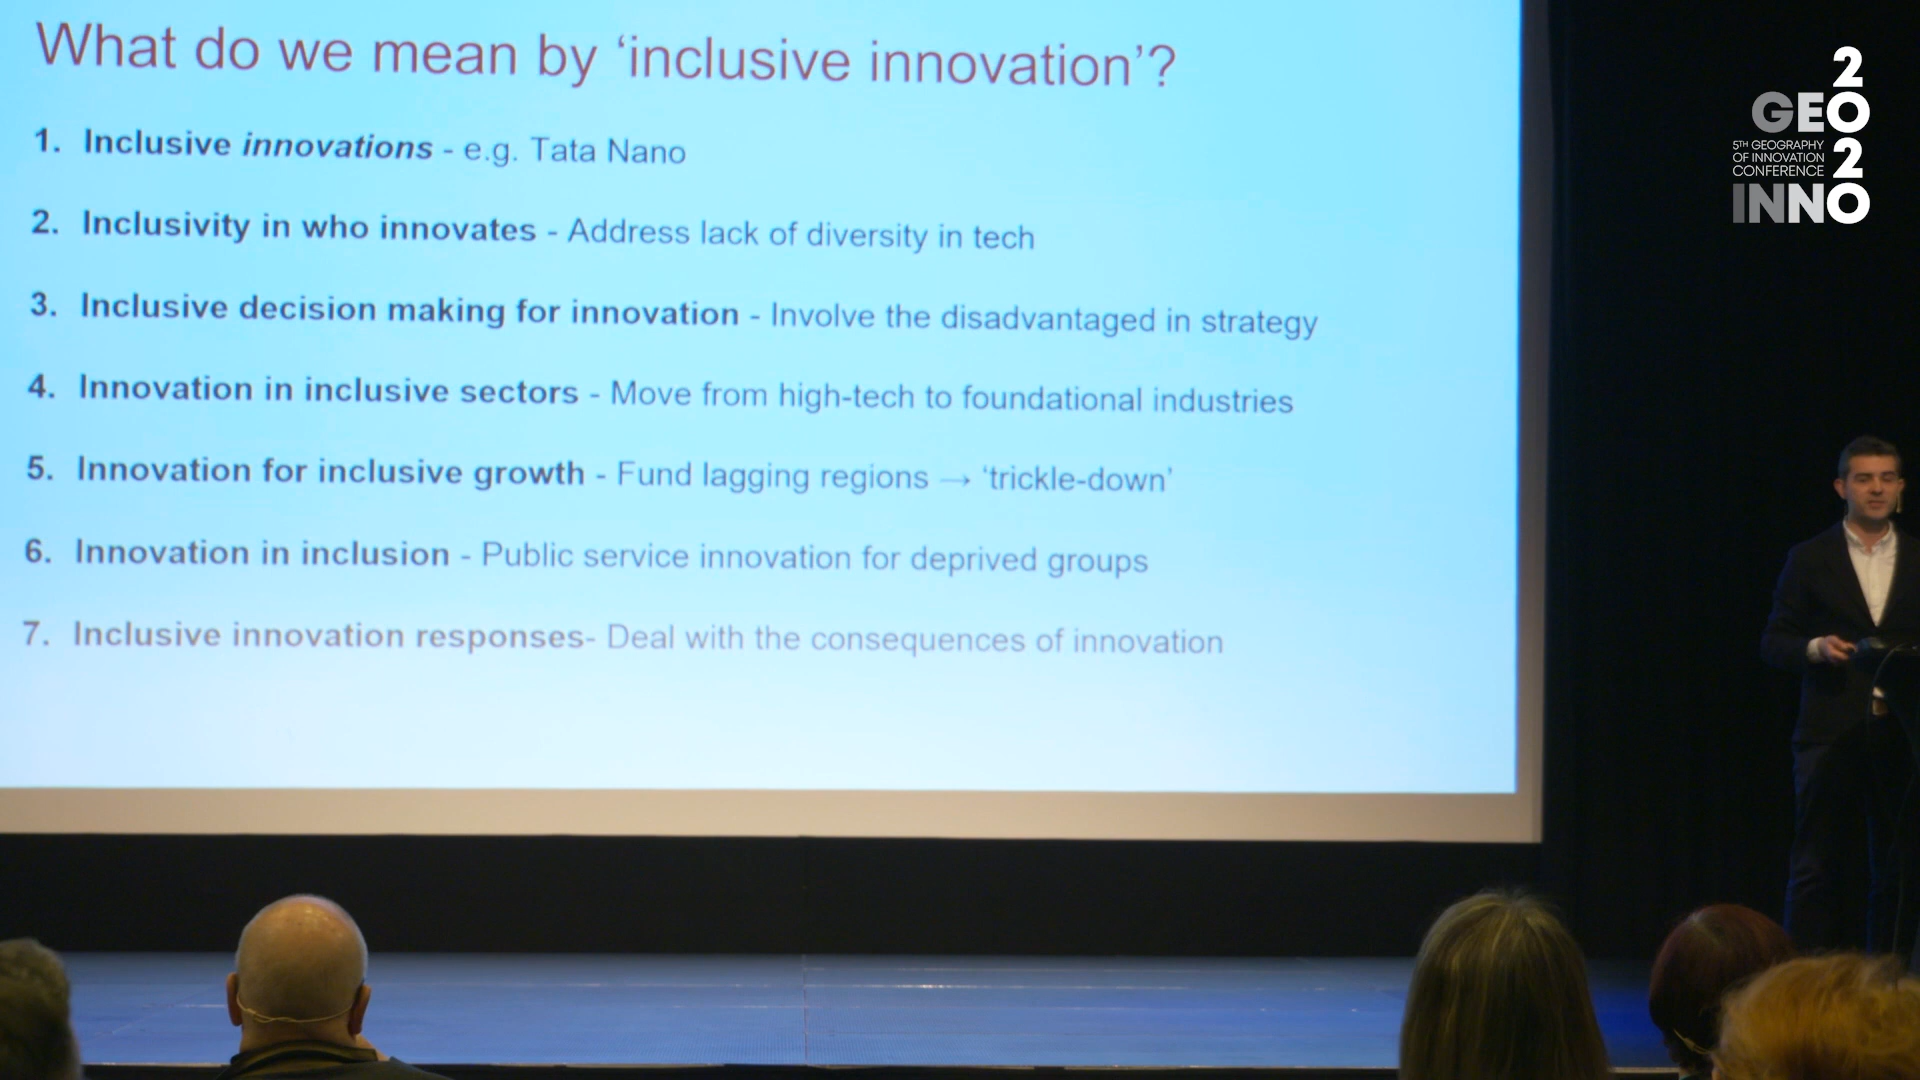 What do we mean by ‘inclusive innovation’?
1. Inclusive innovations - e.g. Tata Nano
2. Inclusivity in who innovates - Address lack of diversity in tech
3. Inclusive decision making for innovation - Involve the disadvantaged in strategy
4. Innovation in inclusive sectors - Move from high-tech to foundational industries
5. Innovation for inclusive growth - Fund lagging regions → ‘trickle-down’
6. Innovation in inclusion - Public service innovation for deprived groups
7. Inclusive innovation responses- Deal with the consequences of innovation
2
GEO
5TH GEOGRAPHY
OF INNOVATION
CONFERENCE
2
INNO